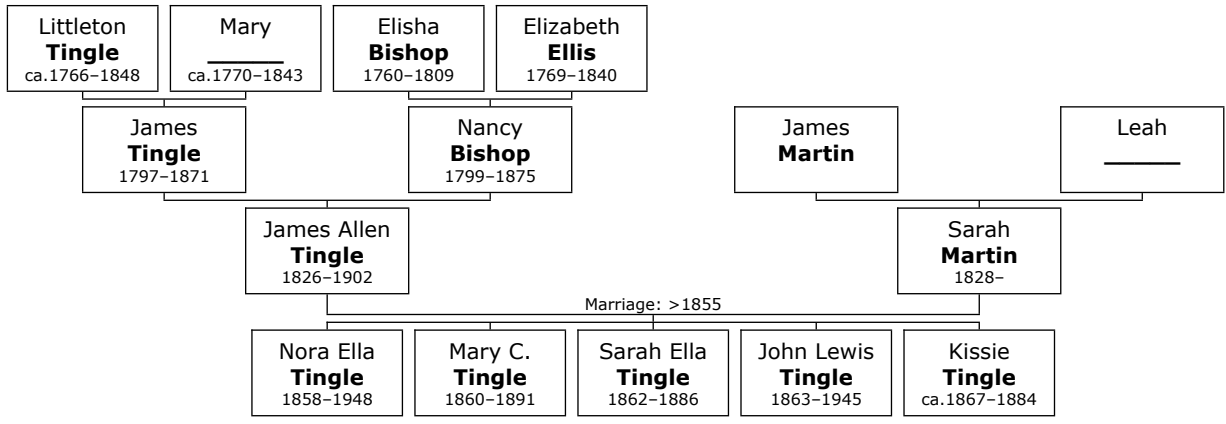 Littleton
Tingle
ca.1766–1848
Mary
ca.1770–1843
Elisha
Bishop
1760–1809
Elizabeth
Ellis
1769–1840
James
Tingle
1797–1871
Nancy
Bishop
1799–1875
James
Martin
Leah
James Allen
Tingle
1826–1902
Sarah
Martin
1828–
Marriage: >1855
Nora Ella
Tingle
1858–1948
Mary C.
Tingle
1860–1891
Sarah Ella
Tingle
1862–1886
John Lewis
Tingle
1863–1945
Kissie
Tingle
ca.1867–1884